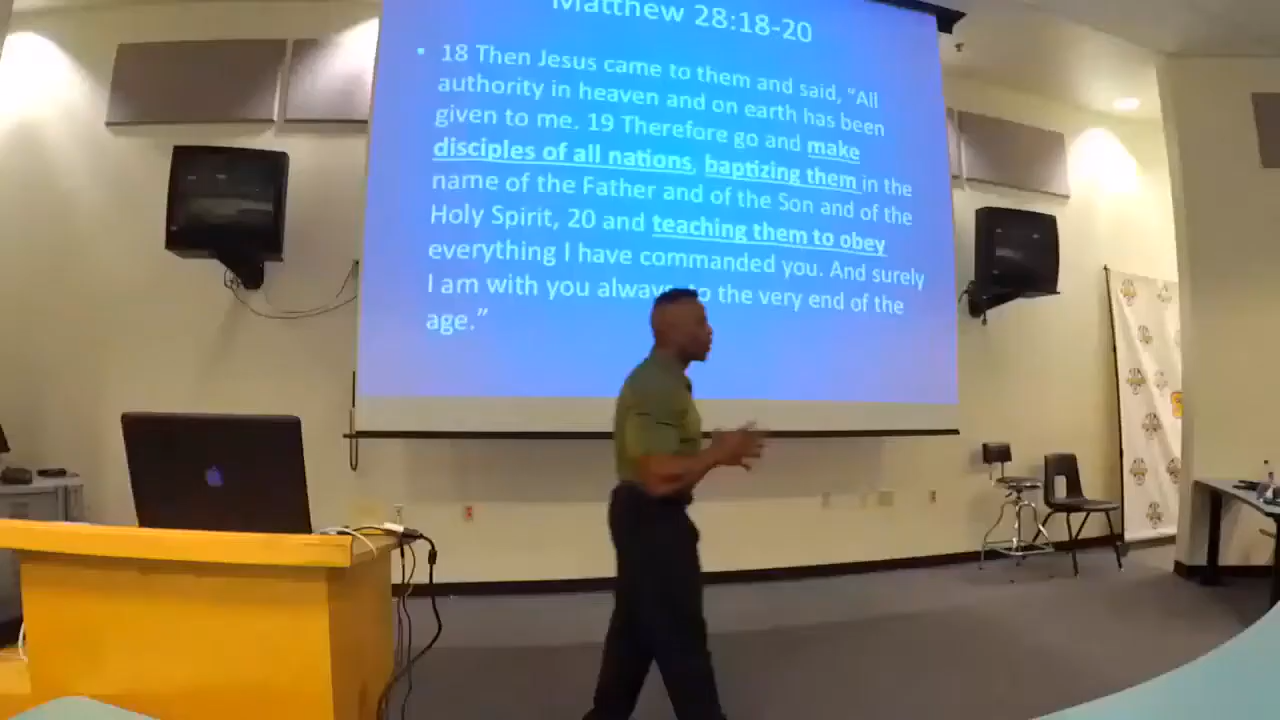 Matthew 28:18-20
• 18 Then Jesus came to them and said, “All
authority in heaven and on earth has been
given to me. 19 Therefore go and make
disciples of all nations, baptizing them in the
name of the Father and of the Son and of the
Holy Spirit, 20 and teaching them to obey
everything I have commanded you. And surely
I am with you always to the very end of the
age.”